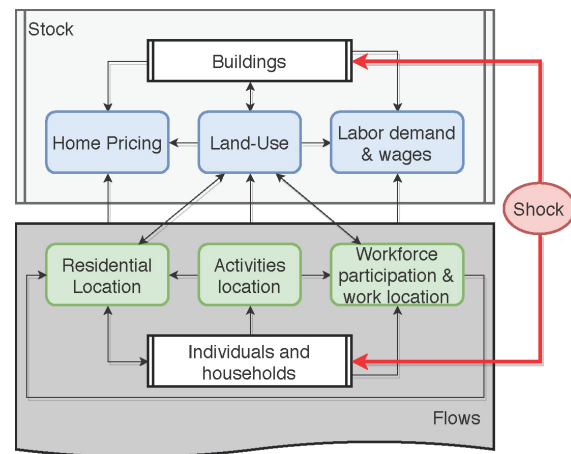 Stock
Buildings
Home Pricing
Land-Use
Labor demand
& wages
Shock
Residential
Location
Activities
location
Workforce
participation &
work location
Individuals and
households
Flows